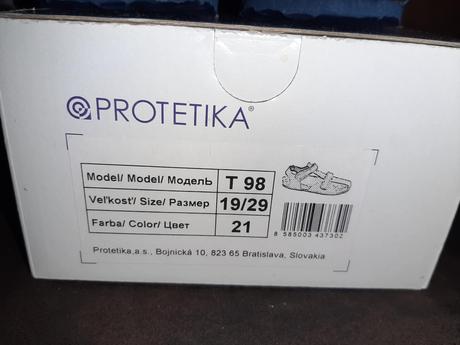 PROTETIKA®
Model/ Model/ МоделЬ T 98
Veľkosť/ Size/ Размер 19/29
Farba/ Color/ Цвет 21
8 585003 437302
Protetika,a.s., Bojnická 10, 823 65 Bratislava, Slovakia